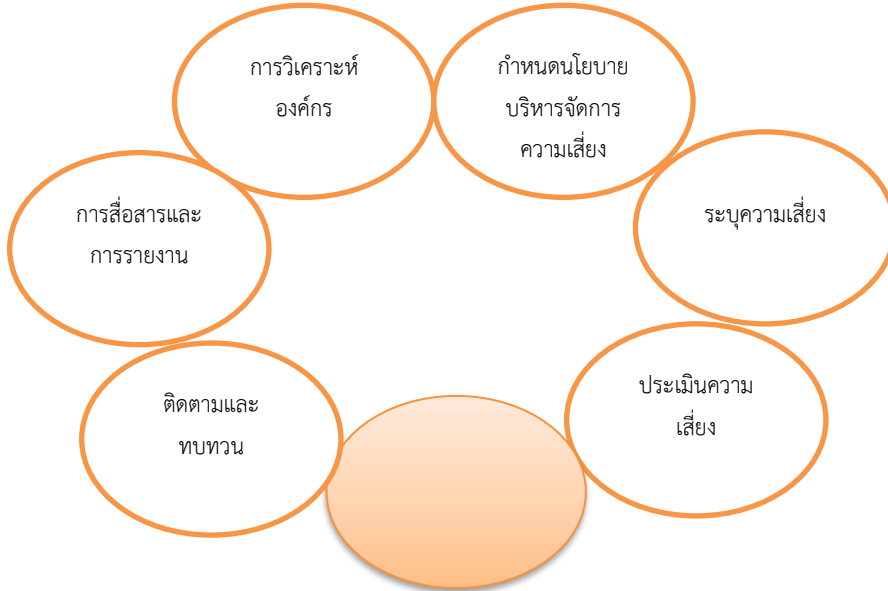 การวิเคราะห์
องค์กร
กำหนดนโยบาย
บริหารจัดการ
ความเสี่ยง
ระบุความเสี่ยง
ประเมินความ
เสี่ยง
ติดตามและ
ทบทวน
การสื่อสารและ
การรายงาน